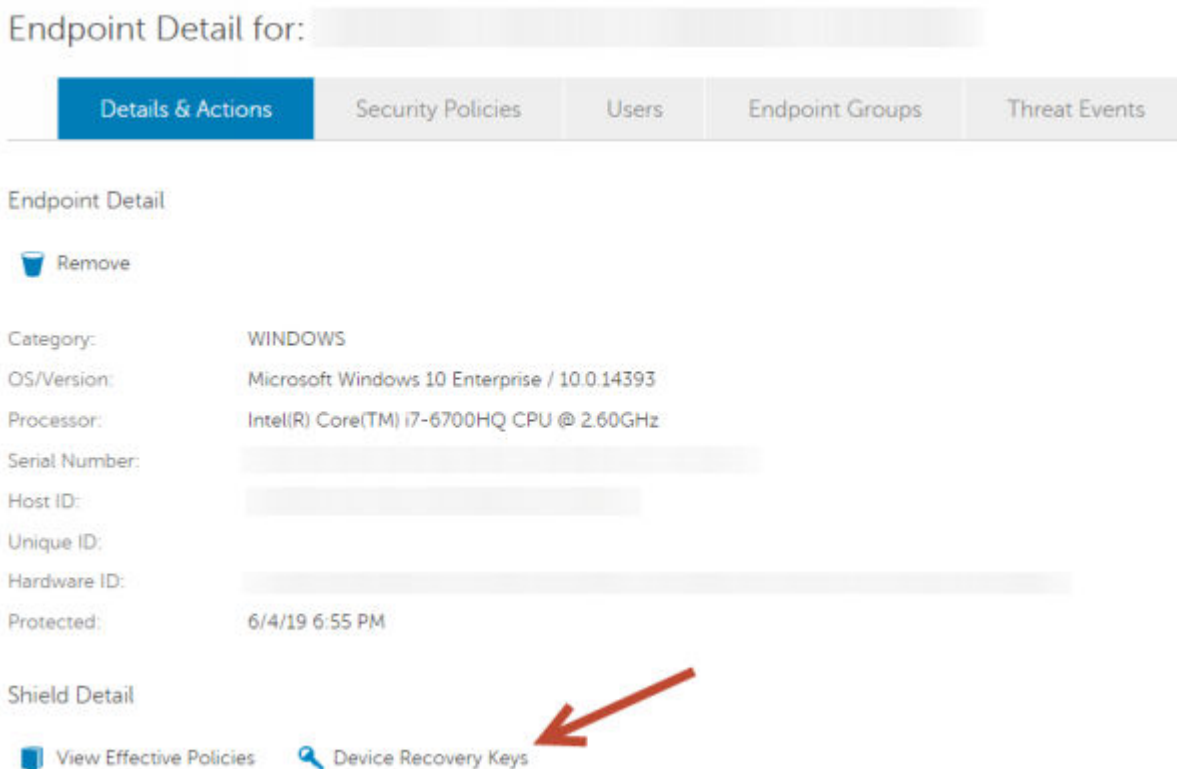 Endpoint Detail for:
Details & Actions Security Policies Users Endpoint Groups Threat Events
Endpoint Detail
Remove
Category: WINDOWS
OS/Version: Microsoft Windows 10 Enterprise / 10.0.14393
Processor: Intel(R) Core(TM) i7-6700HQ CPU @ 2.60GHz
Serial Number:
Host ID:
Unique ID:
Hardware ID:
Protected: 6/4/19 6:55 PM
Shield Detail
View Effective Policies Device Recovery Keys